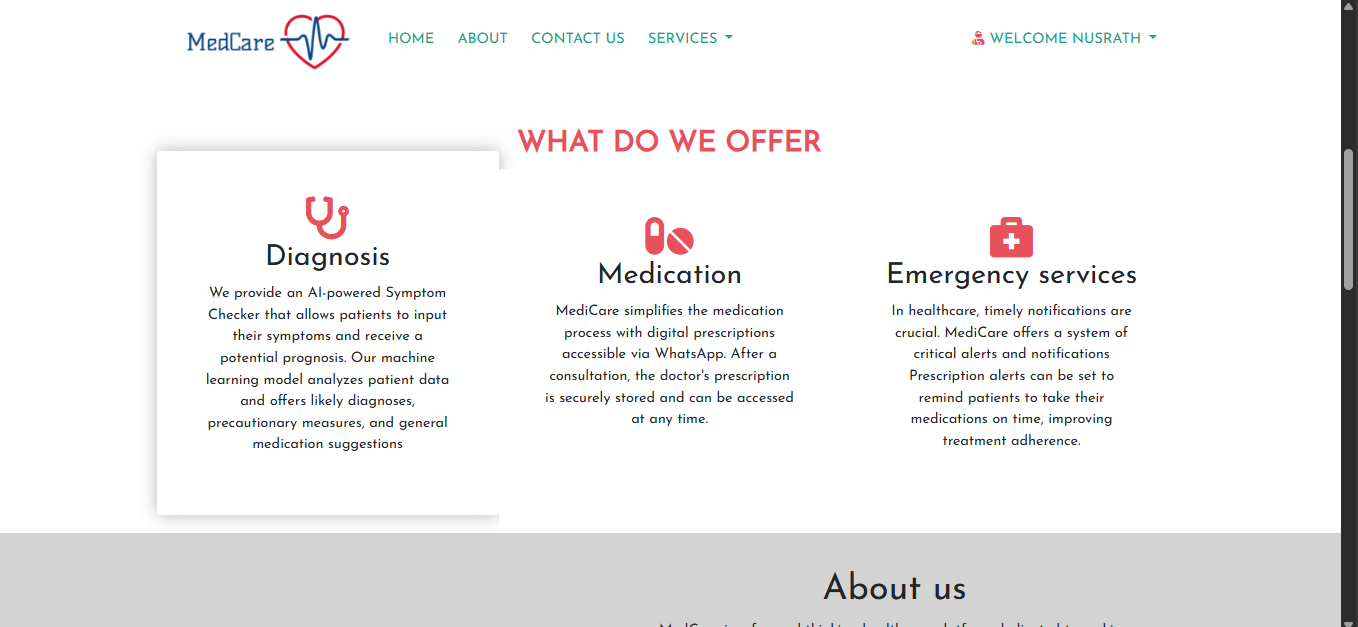 MedCare
HOME
ABOUT
CONTACT US
SERVICES
WELCOME NUSRATH
WHAT DO WE OFFER
Diagnosis
We provide an AI-powered Symptom
Checker that allows patients to input
their symptoms and receive a
potential prognosis. Our machine
learning model analyzes patient data
and offers likely diagnoses,
precautionary measures, and general
medication suggestions
Medication
MediCare simplifies the medication
process with digital prescriptions
accessible via WhatsApp. After a
consultation, the doctor's prescription
is securely stored and can be accessed
at any time.
Emergency services
In healthcare, timely notifications are
crucial. MediCare offers a system of
critical alerts and notifications
Prescription alerts can be set to
remind patients to take their
medications on time, improving
treatment adherence.
About us